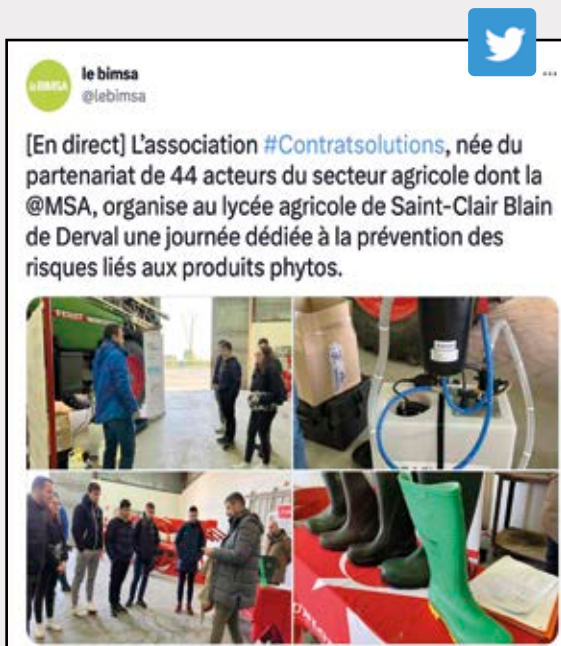 le BIMSA
le bimsa
@lebimsa
...
[En direct] L'association #Contratsolutions, née du
partenariat de 44 acteurs du secteur agricole dont la
@MSA, organise au lycée agricole de Saint-Clair Blain
de Derval une journée dédiée à la prévention des
risques liés aux produits phytos.